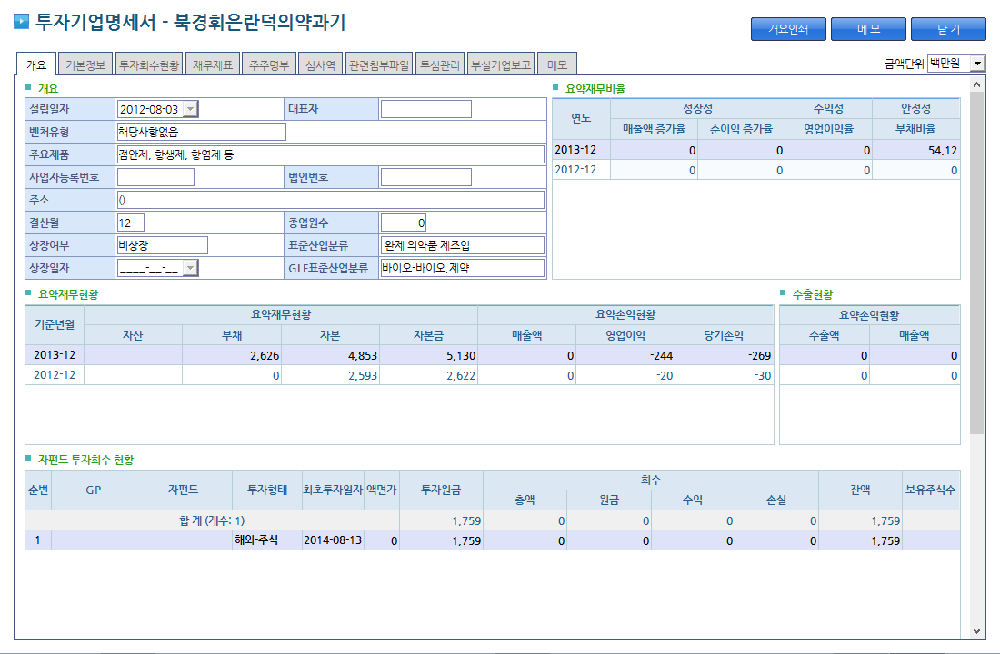 투자기업명세서 - 북경휘은란덕의약과기
개요인쇄 메 모 닫 기
개요 기본정보 투자회수현황 재무제표 주주명부 심사역 관련첨부파일 투심관리 부실기업보고 메모 금액단위 백만원
개요
설립일자 2012-08-03 대표자
벤처유형 해당사항없음
주요제품 점안제, 항생제, 항염제 등
사업자등록번호 법인번호
주소 ()
결산월 12 종업원수 0
상장여부 비상장 표준산업분류 완제 의약품 제조업
상장일자 ____-__-__ GLF표준산업분류 바이오-바이오,제약
요약재무비율
연도 성장성 수익성 안정성
매출액 증가율 순이익 증가율 영업이익율 부채비율
2013-12 0 0 0 54.12
2012-12 0 0 0 0
요약재무현황
기준년월 요약재무현황 요약손익현황
자산 부채 자본 자본금 매출액 영업이익 당기손익
2013-12 2,626 4,853 5,130 0 -244 -269
2012-12 0 2,593 2,622 0 -20 -30
수출현황
요약손익현황
수출액 매출액
0 0
0 0
자펀드 투자회수 현황
순번 GP 자펀드 투자형태 최초투자일자 액면가 투자원금 회수 잔액 보유주식수
총액 원금 수익 손실
합 계 (개수: 1) 1,759 0 0 0 0 1,759
1 해외-주식 2014-08-13 0 1,759 0 0 0 0 1,759